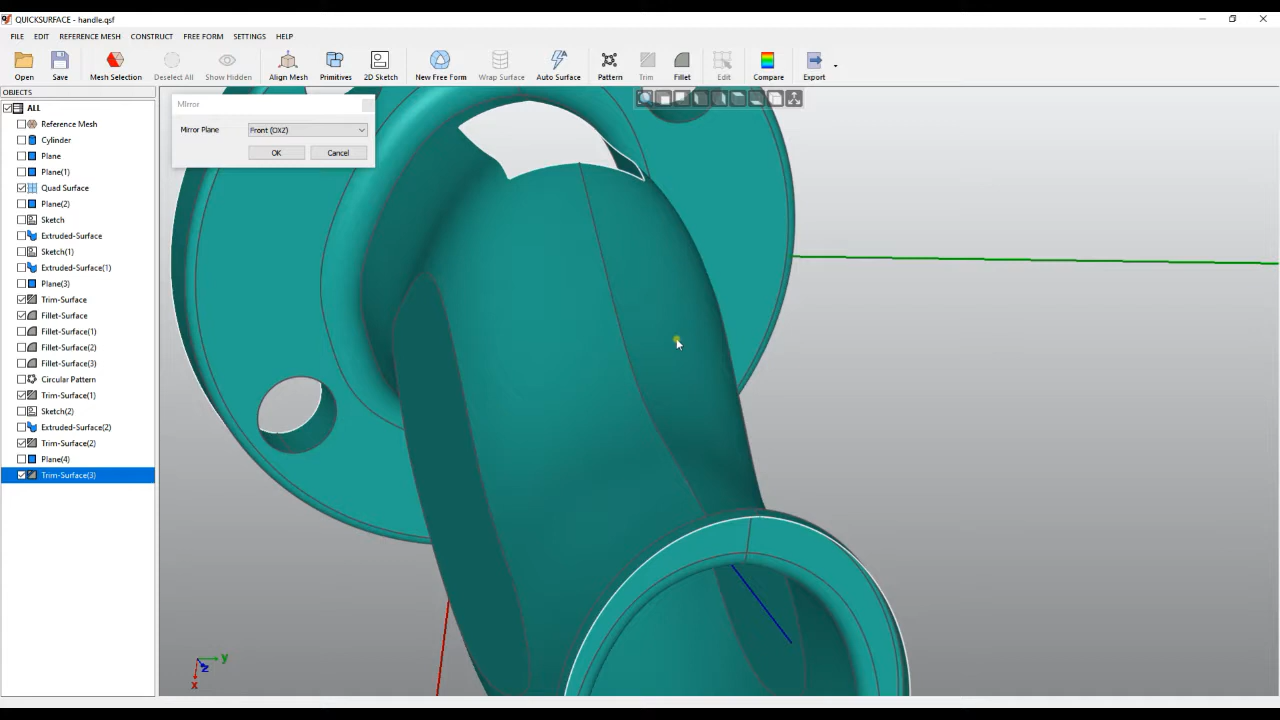 QUICKSURFACE - handle.qsf
FILE EDIT REFERENCE MESH CONSTRUCT FREE FORM SETTINGS HELP
Open Save Mesh Selection Deselect All Show Hidden Align Mesh Primitives 2D Sketch New Free Form Wrap Surface Auto Surface Pattern Trim Fillet Edit Compare Export
OBJECTS
ALL
Reference Mesh
Cylinder
Plane
Plane(1)
Quad Surface
Plane(2)
Sketch
Extruded-Surface
Sketch(1)
Extruded-Surface(1)
Plane(3)
Trim-Surface
Fillet-Surface
Fillet-Surface(1)
Fillet-Surface(2)
Fillet-Surface(3)
Circular Pattern
Trim-Surface(1)
Sketch(2)
Extruded-Surface(2)
Trim-Surface(2)
Plane(4)
Trim-Surface(3)
Mirror
Mirror Plane Front (OXZ)
OK Cancel
y
z
x